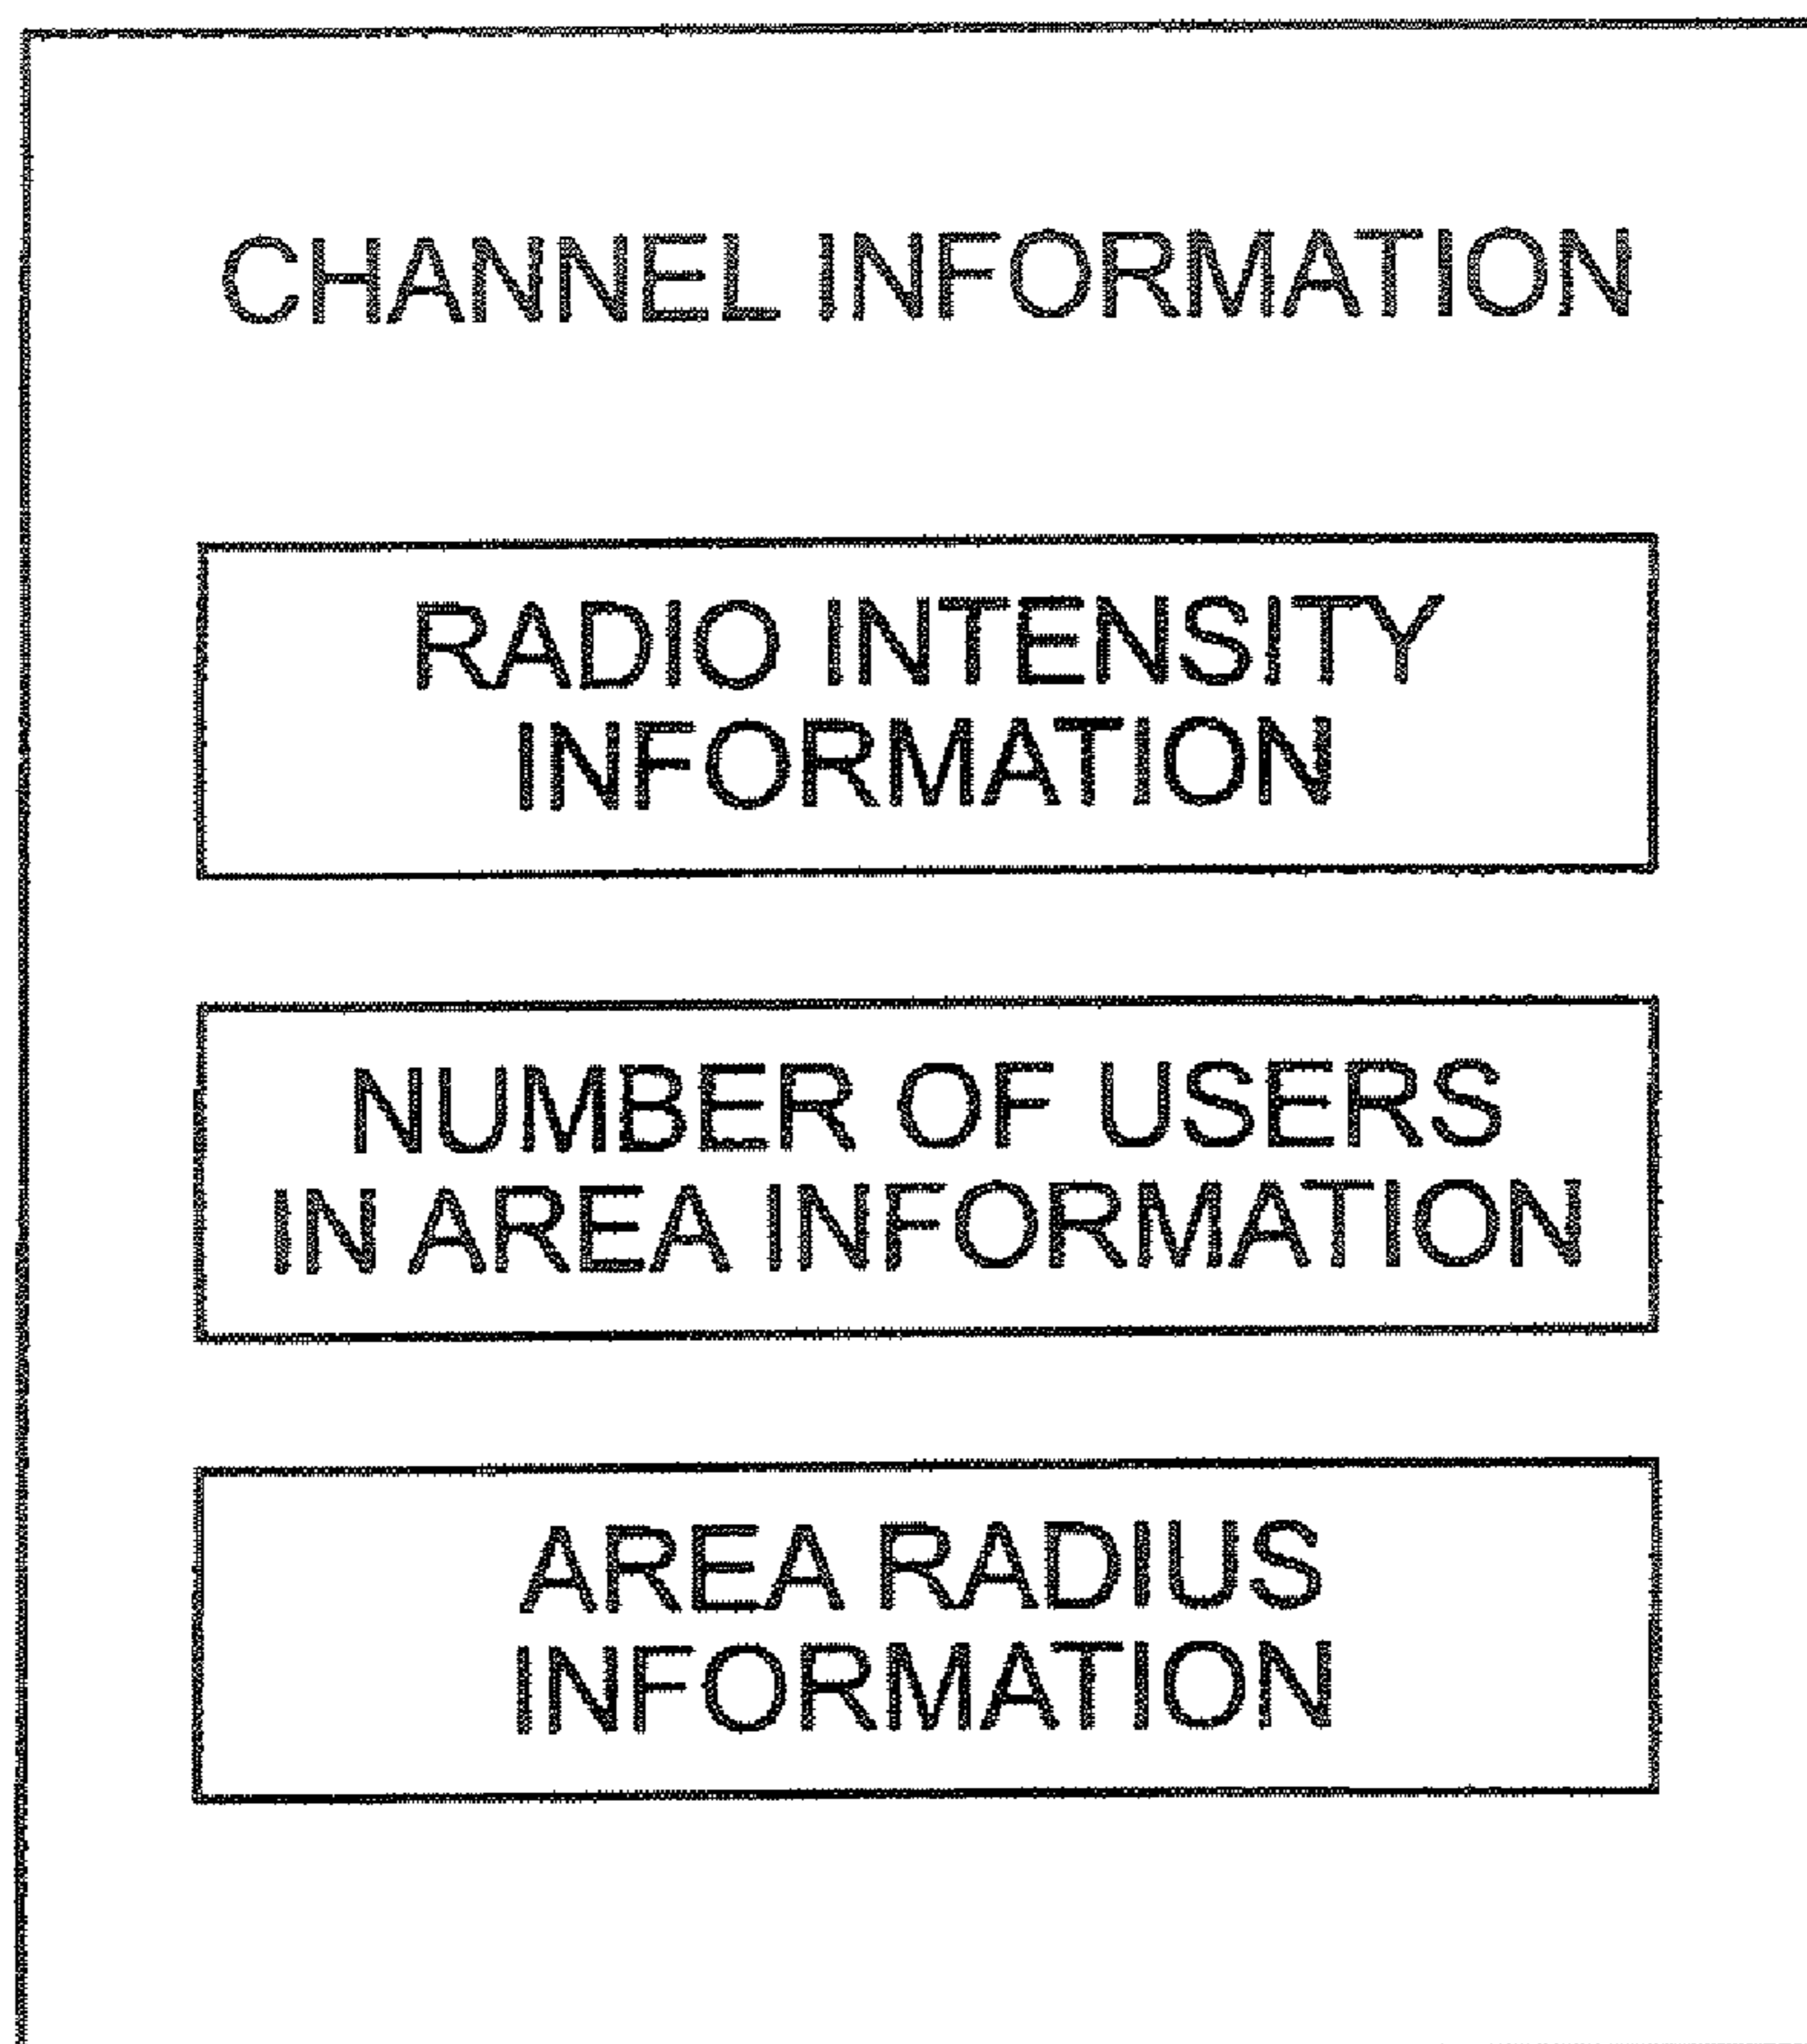 CHANNEL INFORMATION
RADIO INTENSITY
INFORMATION
NUMBER OF USERS
IN AREA INFORMATION
AREA RADIUS
INFORMATION